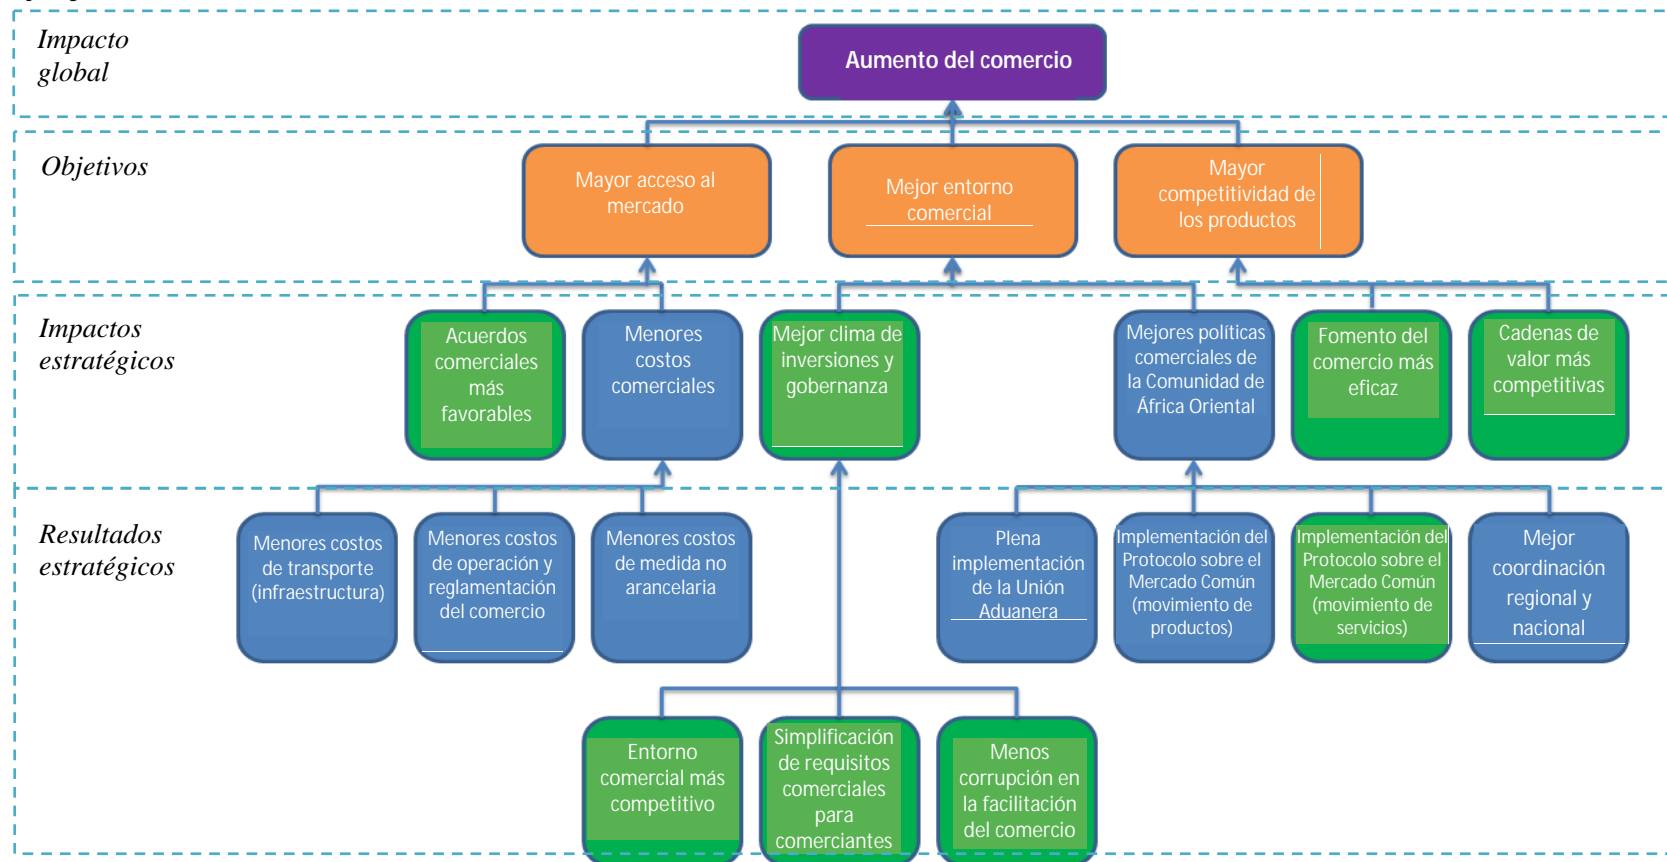 Impacto
global
Aumento del comercio
Objetivos
Mayor acceso al
mercado
Mejor entorno
comercial
Mayor
competitividad de
los productos
Impactos
estratégicos
Acuerdos
comerciales
más
favorables
Menores
costos
comerciales
Mejor clima de
inversiones y
gobernanza
Mejores políticas
comerciales de
la Comunidad de
África Oriental
Fomento del
comercio más
eficaz
Cadenas de
valor más
competitivas
Resultados
estratégicos
Menores costos
de transporte
(infraestructura)
Menores costos
de operación y
reglamentación
del comercio
Menores costos
de medida no
arancelaria
Plena
implementación
de la Unión
Aduanera
Implementación del
Protocolo sobre el
Mercado Común
(movimiento de
productos)
Implementación del
Protocolo sobre el
Mercado Común
(movimiento de
servicios)
Mejor
coordinación
regional y
nacional
Entorno
comercial más
competitivo
Simplificación
de requisitos
comerciales
para
comerciantes
Menos
corrupción en
la facilitación
del comercio